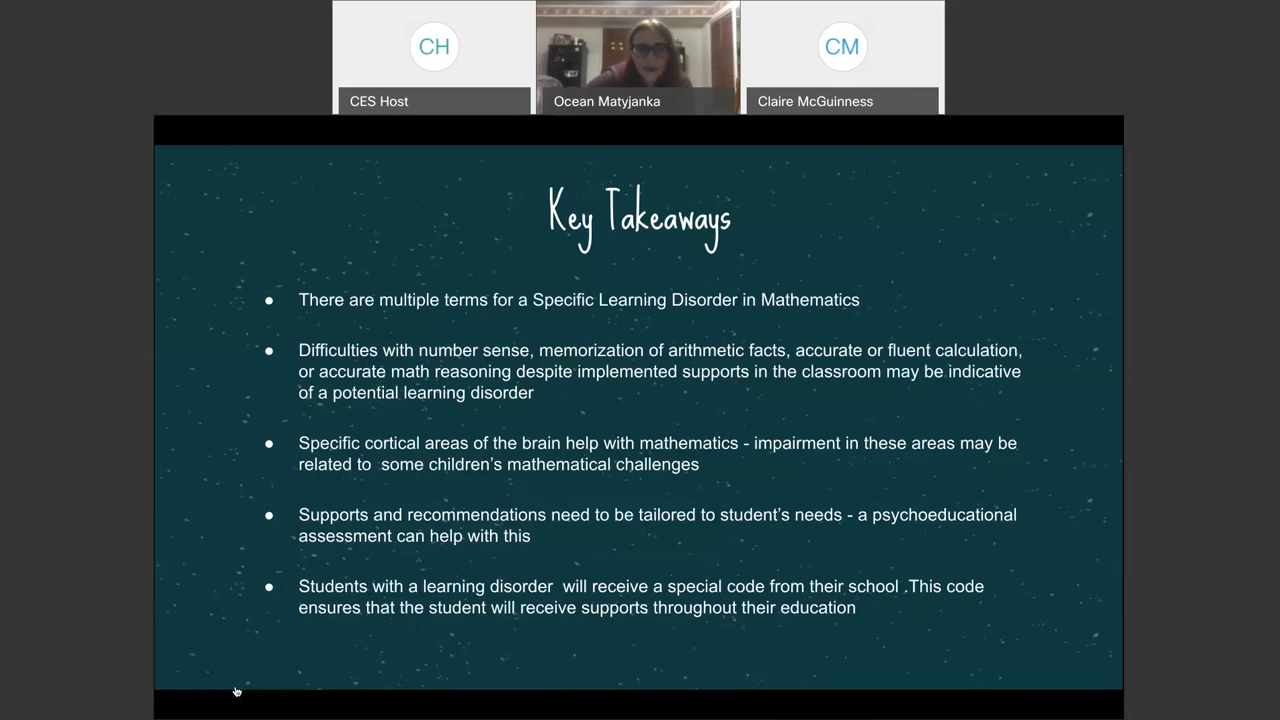 CH
CM
CES Host
Ocean Matyjanka
Claire McGuinness
Key Takeaways
● There are multiple terms for a Specific Learning Disorder in Mathematics
● Difficulties with number sense, memorization of arithmetic facts, accurate or fluent calculation,
or accurate math reasoning despite implemented supports in the classroom may be indicative
of a potential learning disorder
● Specific cortical areas of the brain help with mathematics - impairment in these areas may be
related to  some children's mathematical challenges
● Supports and recommendations need to be tailored to student's needs - a psychoeducational
assessment can help with this
● Students with a learning disorder  will receive a special code from their school .This code
ensures that the student will receive supports throughout their education